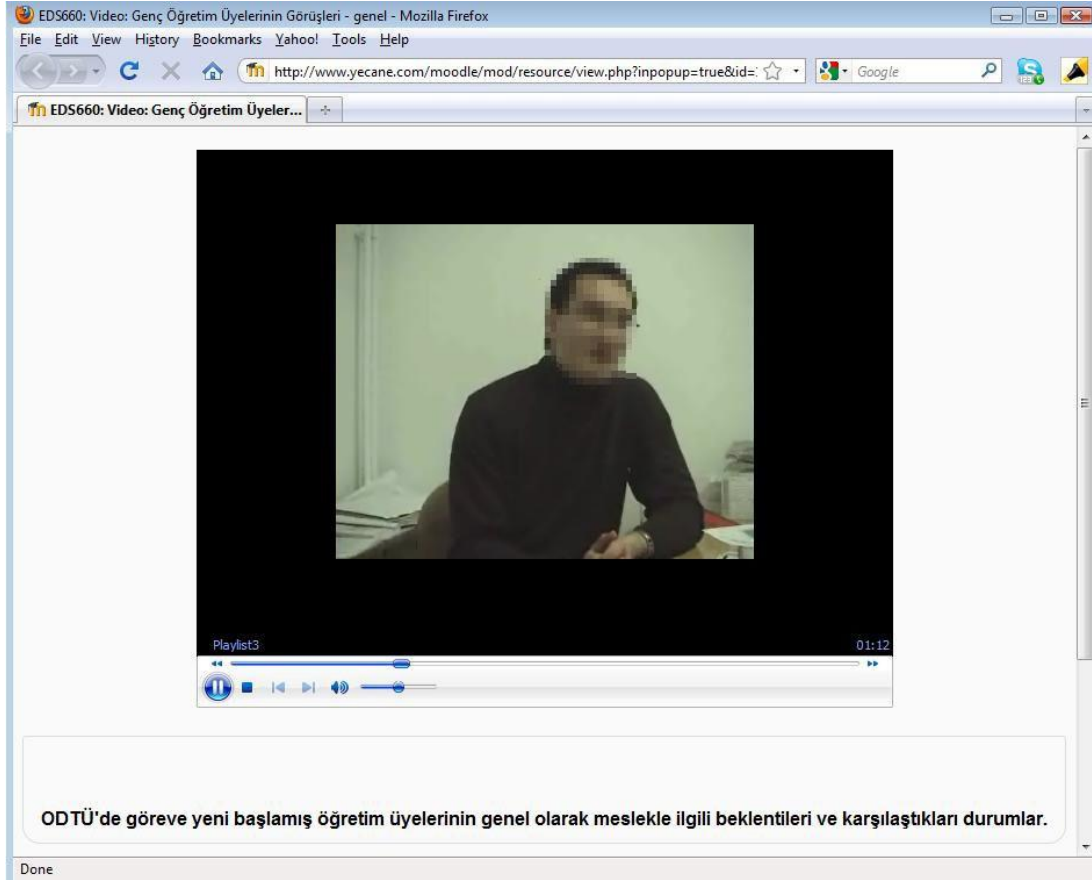 EDS660: Video: Genç Öğretim Üyelerinin Görüşleri - genel - Mozilla Firefox
File Edit View History Bookmarks Yahoo! Tools Help
http://www.yecane.com/moodle/mod/resource/view.php?inpopup=true&id=
Google
EDS660: Video: Genç Öğretim Üyeler...
Playlist3 01:12
ODTÜ'de göreve yeni başlamış öğretim üyelerinin genel olarak meslekle ilgili beklentileri ve karşılaştıkları durumlar.
Done